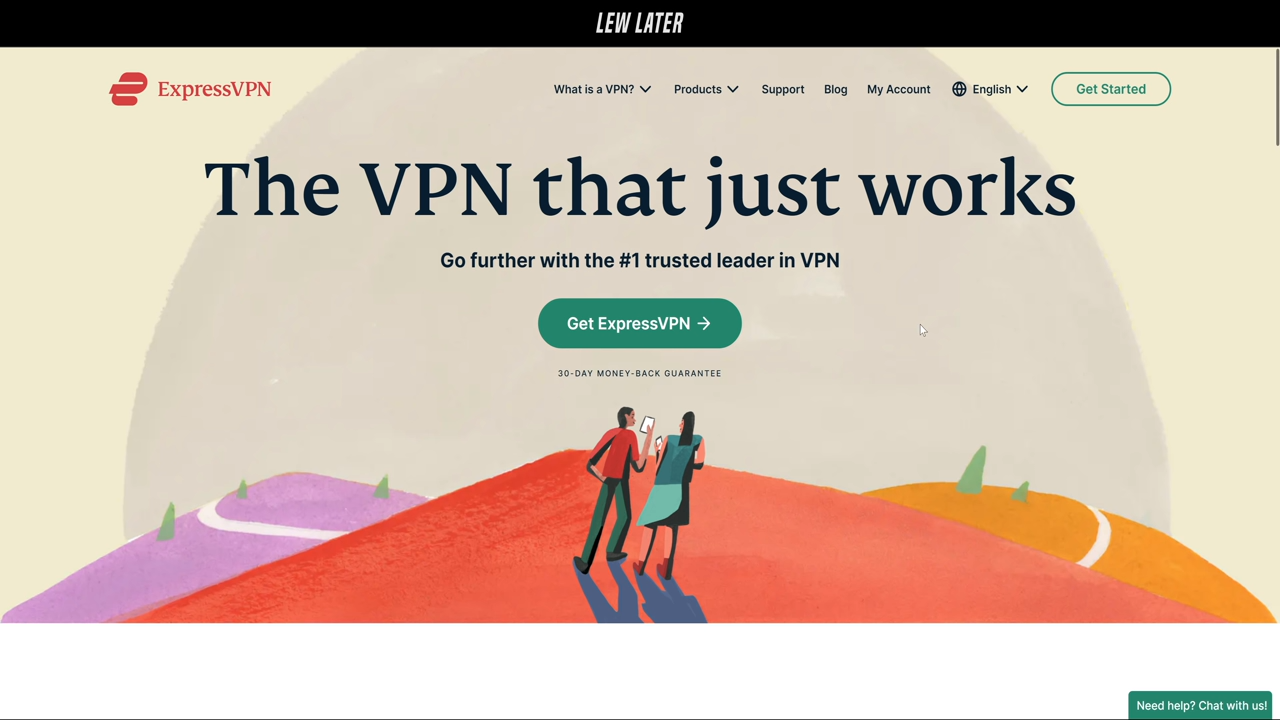 LEW LATER
ExpressVPN
What is a VPN?
Products
Support
Blog
My Account
English
Get Started
The VPN that just works
Go further with the #1 trusted leader in VPN
Get ExpressVPN →
30-DAY MONEY-BACK GUARANTEE
Need help? Chat with us!